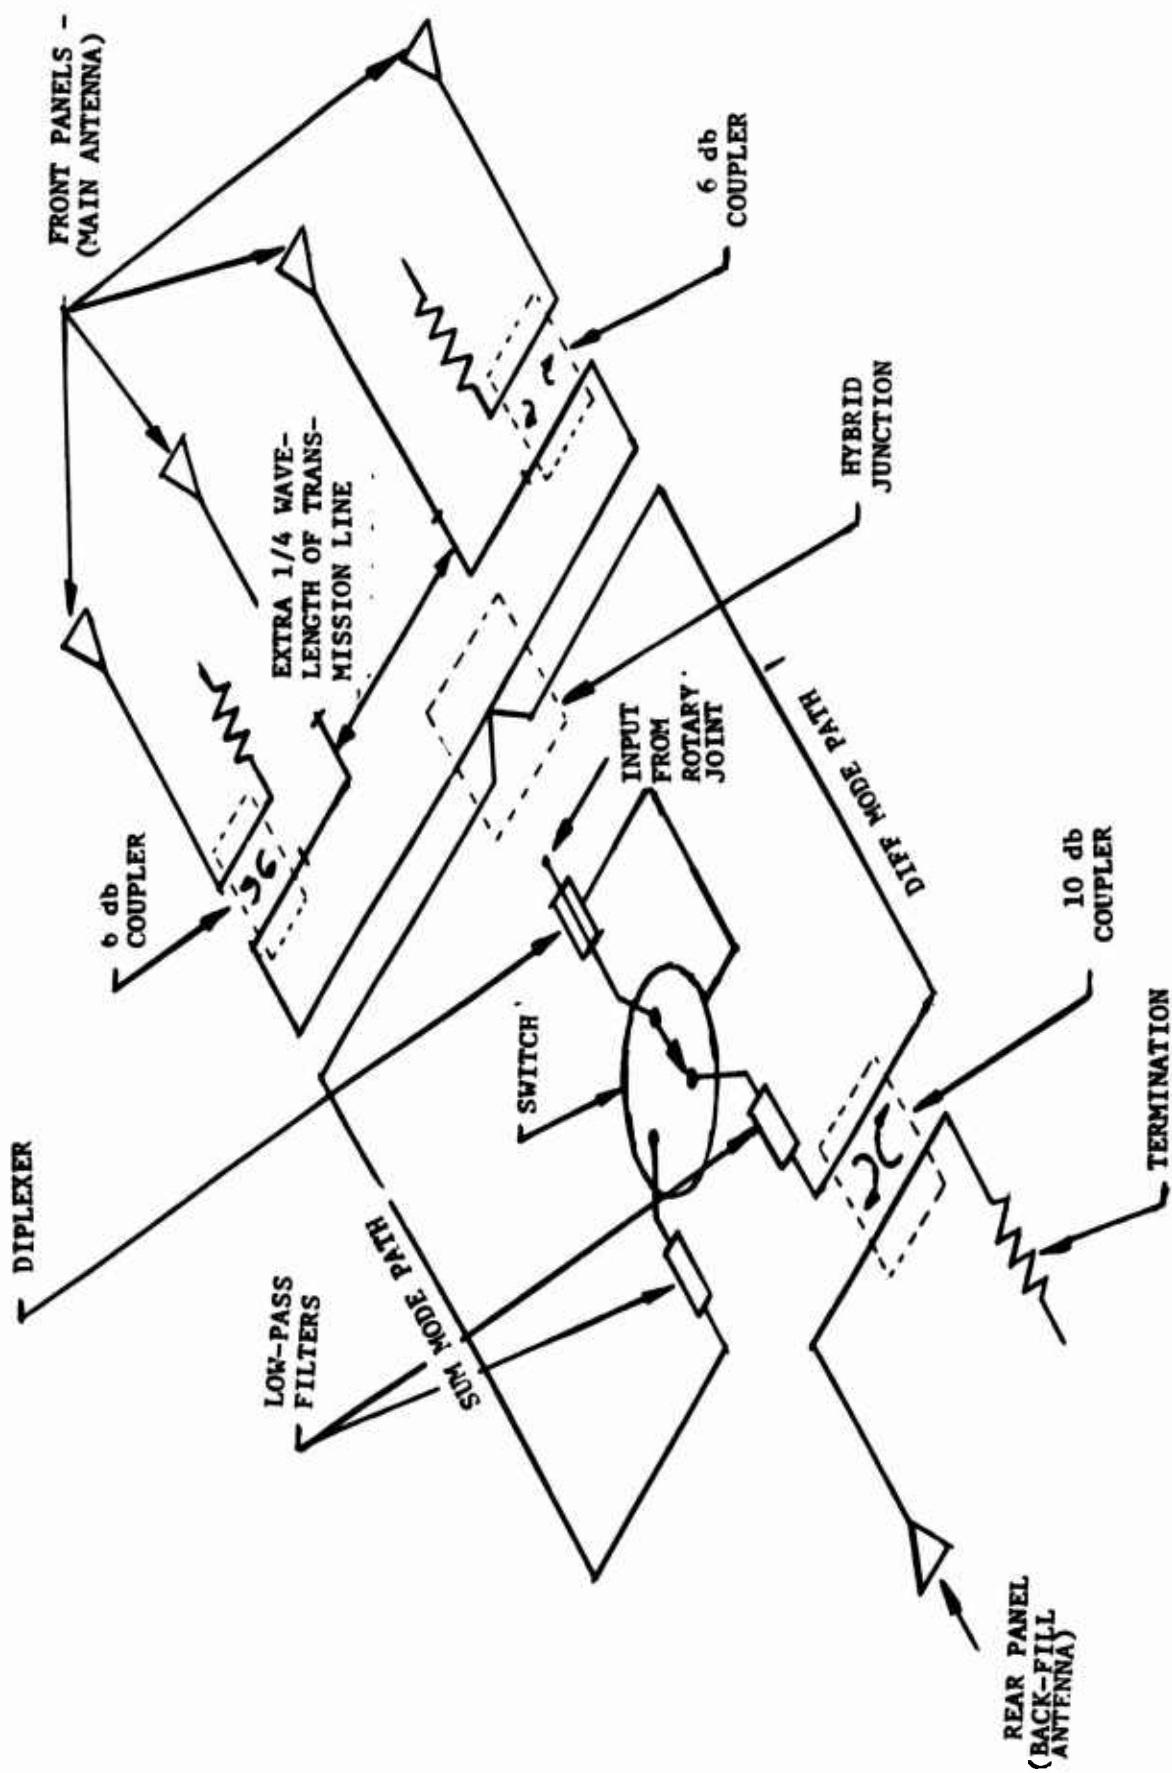 FRONT PANELS -
(MAIN ANTENNA)
6 db
COUPLER
HYBRID
JUNCTION
EXTRA 1/4 WAVE-
LENGTH OF TRANS-
MISSION LINE
6 db
COUPLER
INPUT
FROM
ROTARY
JOINT
DIFF MODE PATH
10 db
COUPLER
TERMINATION
SWITCH
DIPLEXER
LOW-PASS
FILTERS
SUM MODE PATH
REAR PANEL
(BACK-FILL
ANTENNA)